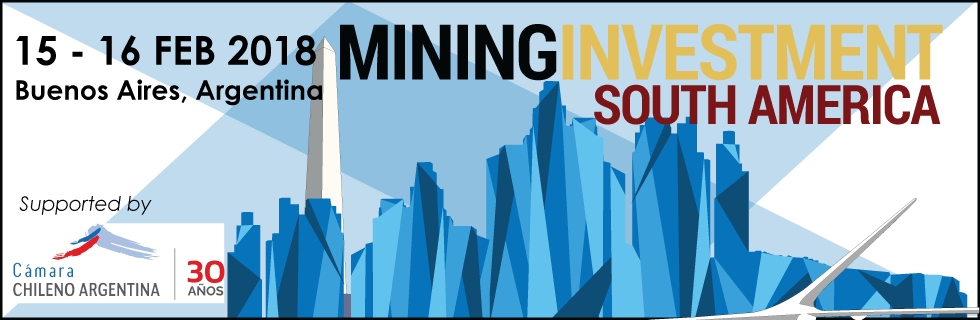 15 - 16 FEB 2018
Buenos Aires, Argentina
MININGINVESTMENT
SOUTH AMERICA
Supported by
Cámara
CHILENO ARGENTINA
30
AÑOS